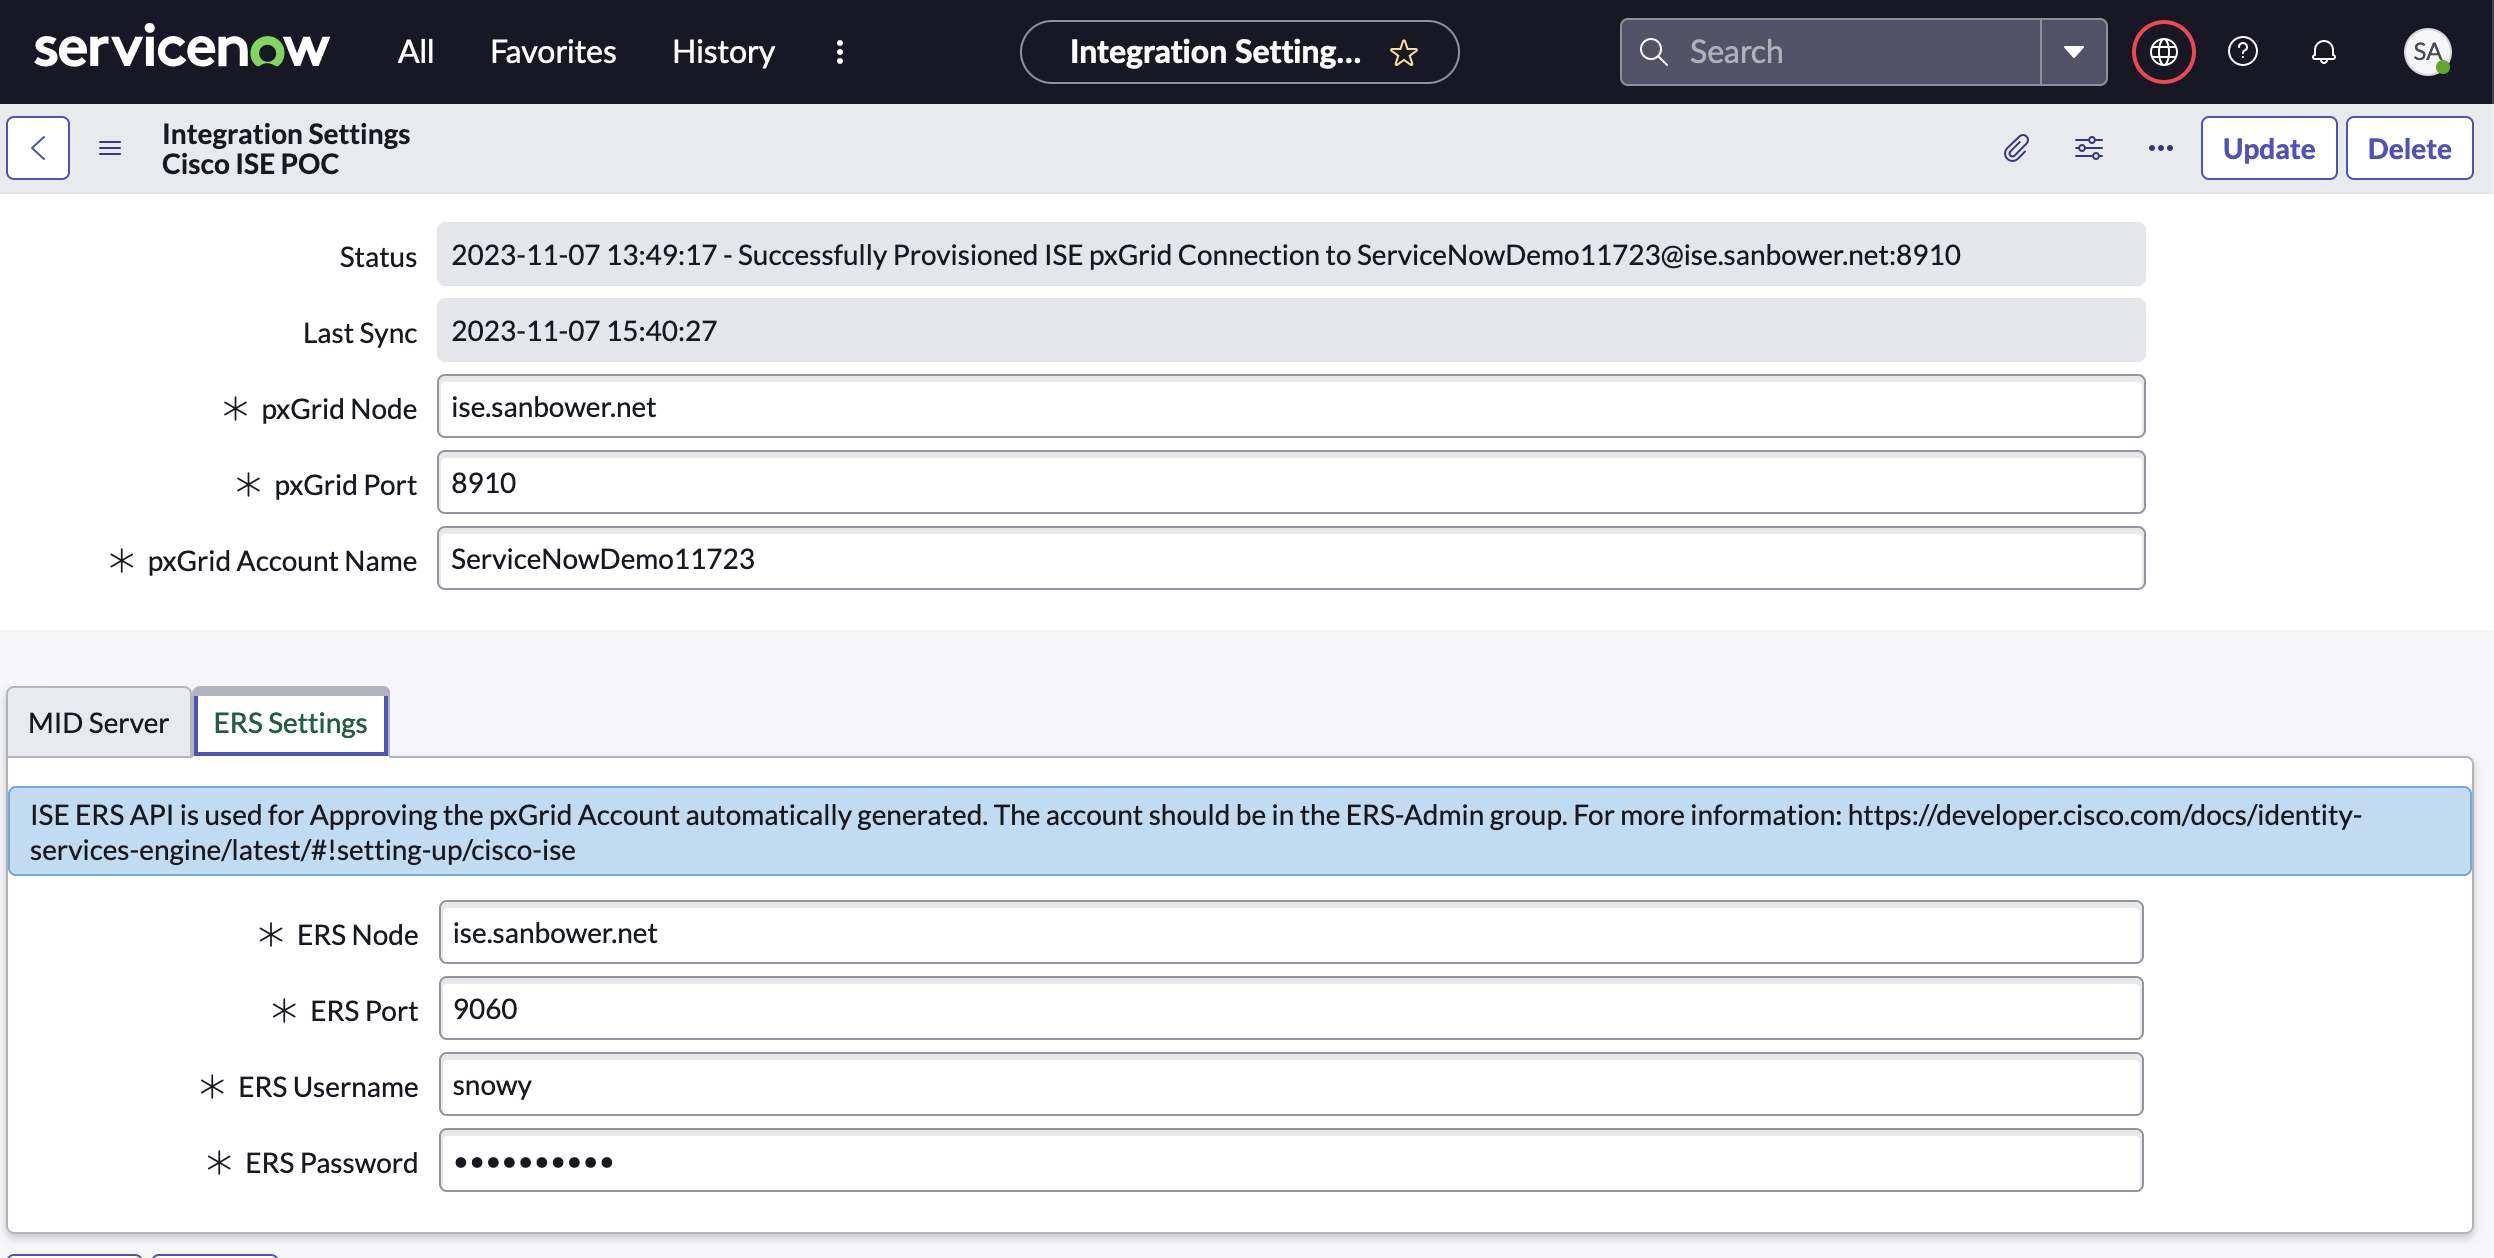 servicenow All Favorites History Integration Setting... Search SA
Integration Settings
Cisco ISE POC
Update Delete
Status 2023-11-07 13:49:17 - Successfully Provisioned ISE pxGrid Connection to ServiceNowDemo11723@ise.sanbower.net:8910
Last Sync 2023-11-07 15:40:27
* pxGrid Node ise.sanbower.net
* pxGrid Port 8910
* pxGrid Account Name ServiceNowDemo11723
MID Server ERS Settings
ISE ERS API is used for Approving the pxGrid Account automatically generated. The account should be in the ERS-Admin group. For more information: https://developer.cisco.com/docs/identity-
services-engine/latest/#!setting-up/cisco-ise
* ERS Node ise.sanbower.net
* ERS Port 9060
* ERS Username snowy
* ERS Password ••••••••••